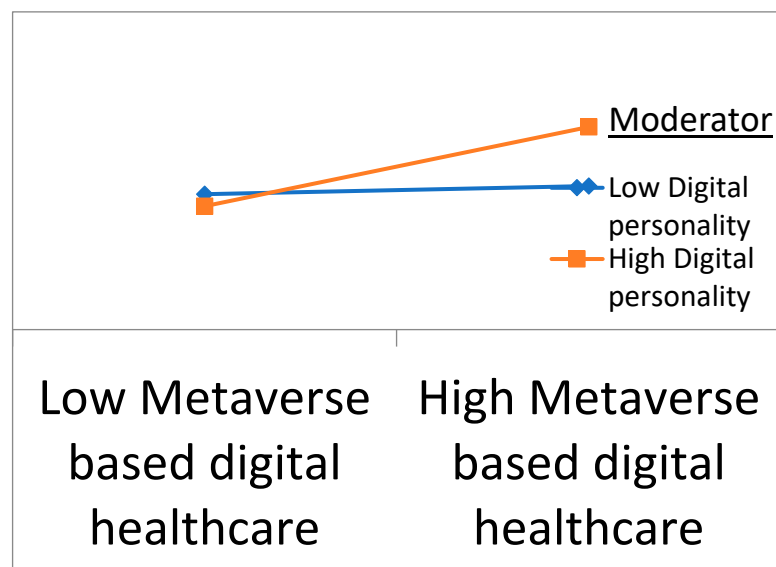 Moderator
Low Digital
personality
High Digital
personality
Low Metaverse
based digital
healthcare
High Metaverse
based digital
healthcare